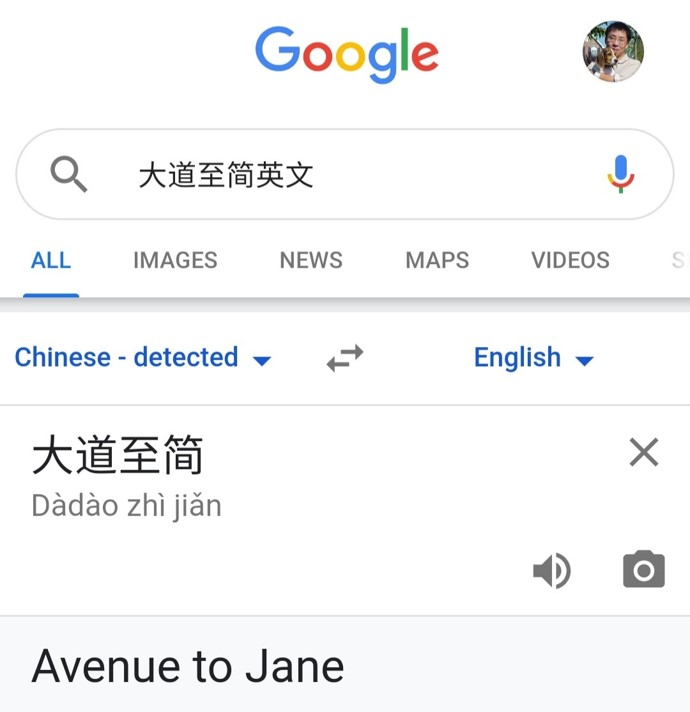 Google
大道至简英文
ALL IMAGES NEWS MAPS VIDEOS
Chinese - detected English
大道至简
Dàdào zhì jiǎn
Avenue to Jane